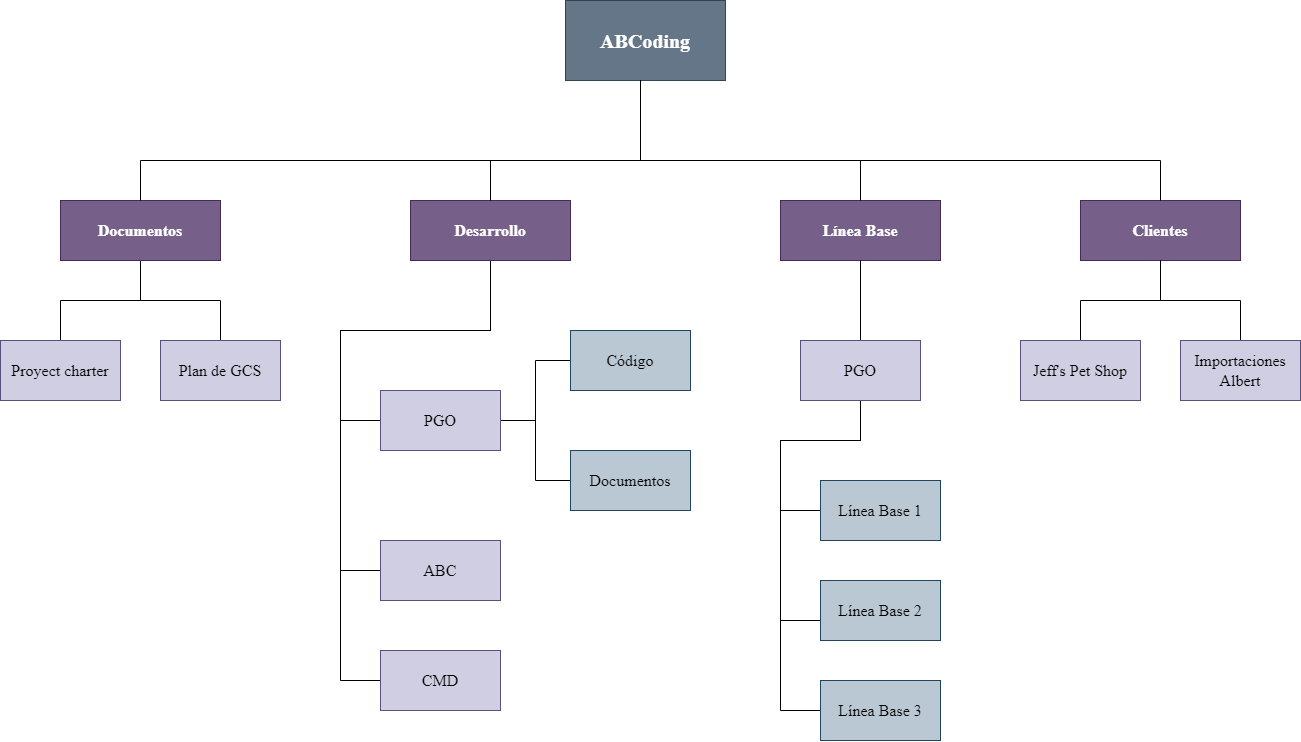 ABCoding
Documentos
Desarrollo
Línea Base
Clientes
Proyect charter
Plan de GCS
PGO
Código
Documentos
ABC
CMD
PGO
Línea Base 1
Línea Base 2
Línea Base 3
Jeff's Pet Shop
Importaciones
Albert